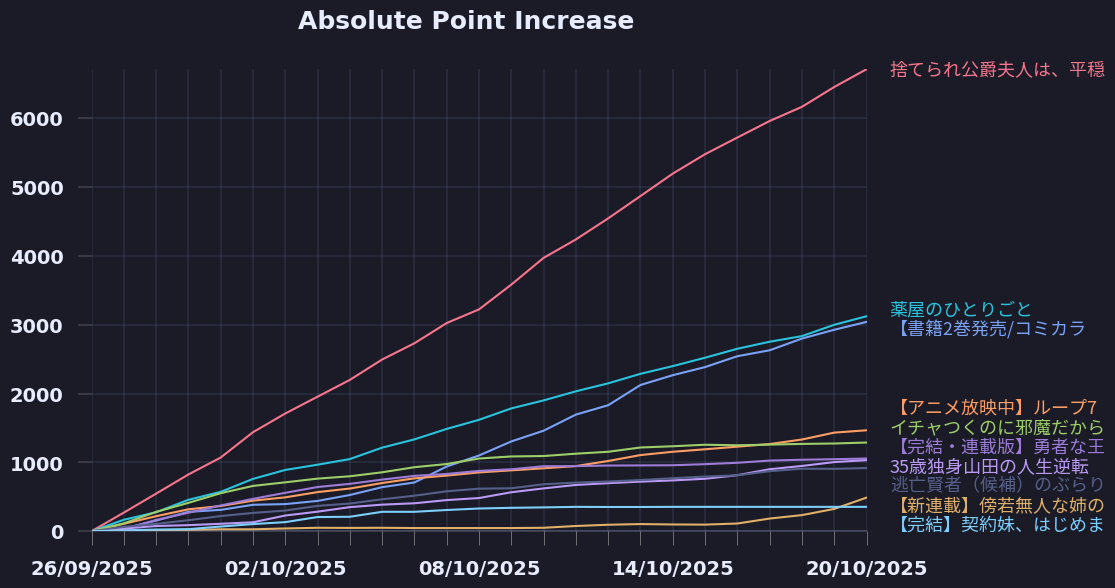 Absolute Point Increase
6000
5000
4000
3000
2000
1000
0
26/09/2025
02/10/2025
08/10/2025
14/10/2025
20/10/2025
捨てられ公爵夫人は、平穏
薬屋のひとりごと
【書籍2巻発売/コミカラ
【アニメ放映中】ループ7
イチャつくのに邪魔だから
【完結・連載版】勇者な王
35歳独身山田の人生逆転
逃亡賢者（候補）のぶらり
【新連載】傍若無人な姉の
【完結】契約妹、はじめま